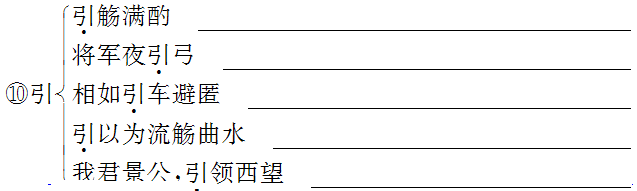 引觞满酌
将军夜引弓
⑩引 相如引车避匿
引以为流觞曲水
我君景公,引领西望